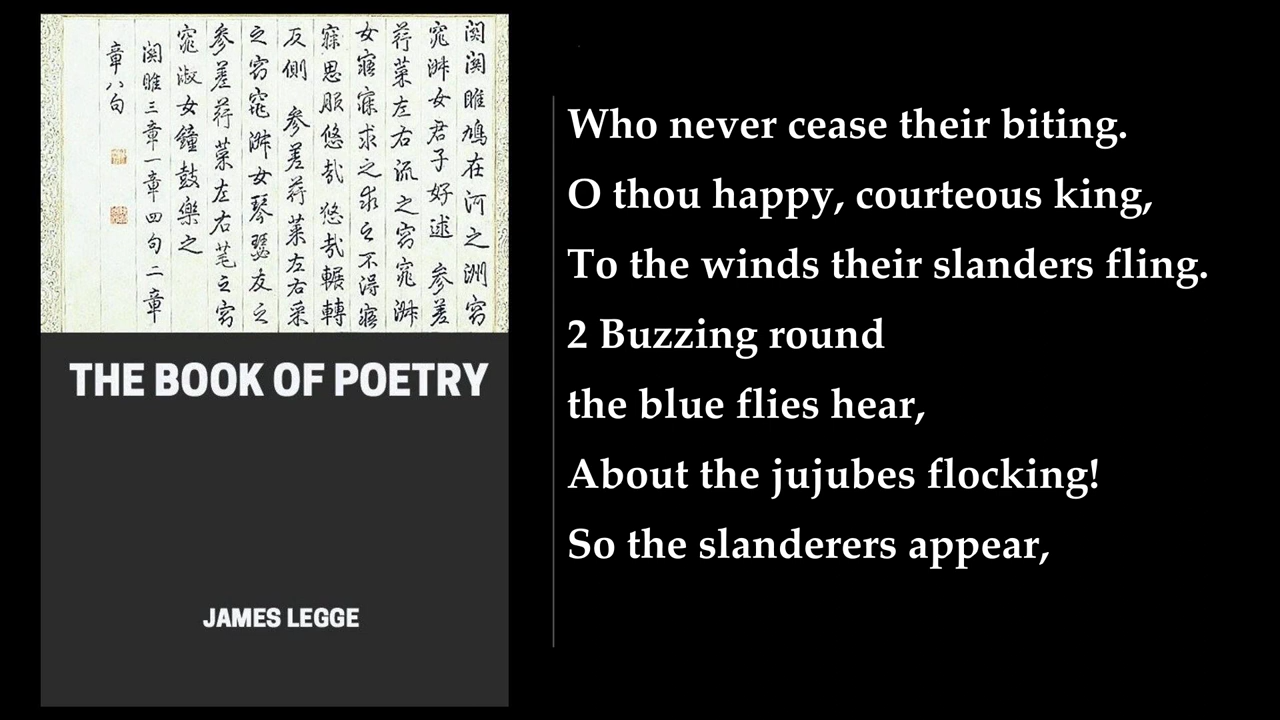 関関雎鳩在河之洲窈
窕淑女君子好逑 参差
荇菜左右流之窈窕淑
女寤寐求之求之不得寤
寐思服悠哉悠哉輾轉
反側 参差荇菜左右采
之窈窕淑女琴瑟友之
参差荇菜左右芼之窈
窕淑女鐘鼓樂之
関雎三章一章四句二章
章八句
THE BOOK OF POETRY
JAMES LEGGE
Who never cease their biting.
O thou happy, courteous king,
To the winds their slanders fling.
2 Buzzing round
the blue flies hear,
About the jujubes flocking!
So the slanderers appear,